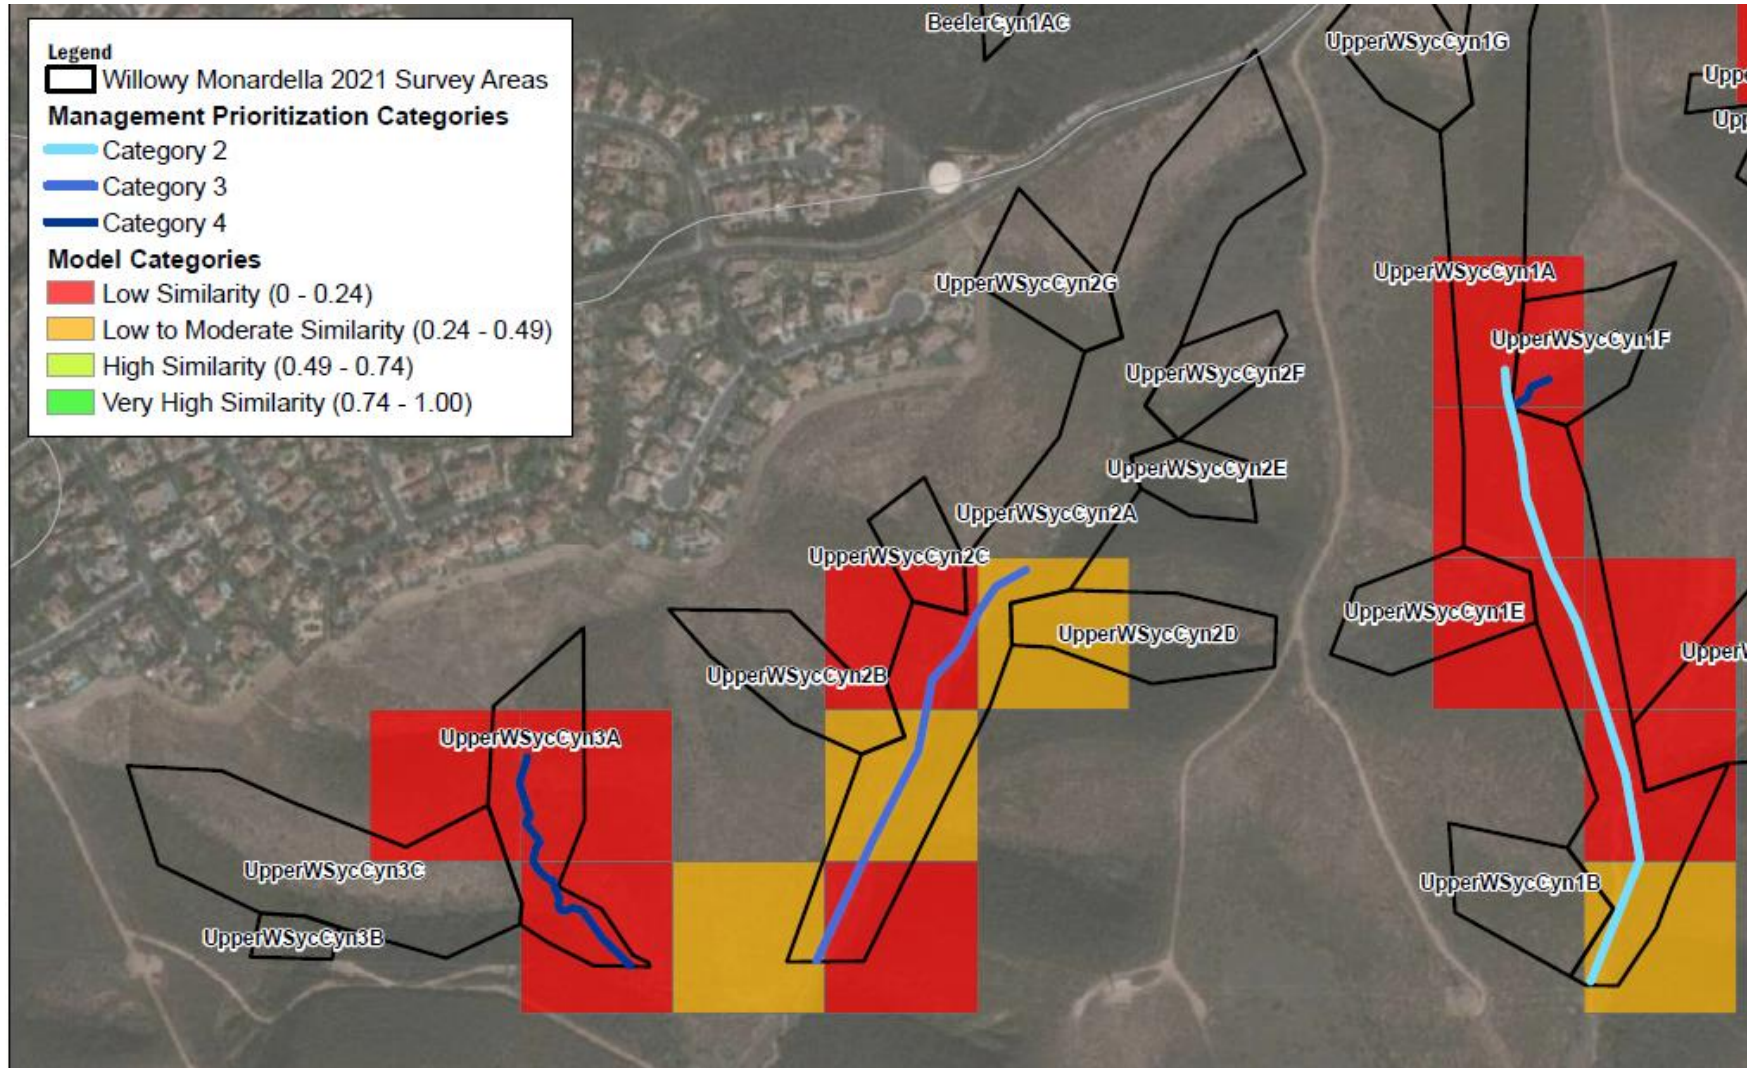 Legend
Willowy Monardella 2021 Survey Areas
Management Prioritization Categories
Category 2
Category 3
Category 4
Model Categories
Low Similarity (0 - 0.24)
Low to Moderate Similarity (0.24 - 0.49)
High Similarity (0.49 - 0.74)
Very High Similarity (0.74 - 1.00)
BeelerCyn1AC
UpperWSycCyn1G
Uppe
Upp
UpperWSycCyn2G
UpperWSycCyn1A
UpperWSycCyn1F
UpperWSycCyn2F
UpperWSycCyn2E
UpperWSycCyn2A
UpperWSycCyn2C
UpperWSycCyn1E
UpperWSycCyn2D
UpperW
UpperWSycCyn2B
UpperWSycCyn3A
UpperWSycCyn3C
UpperWSycCyn1B
UpperWSycCyn3B